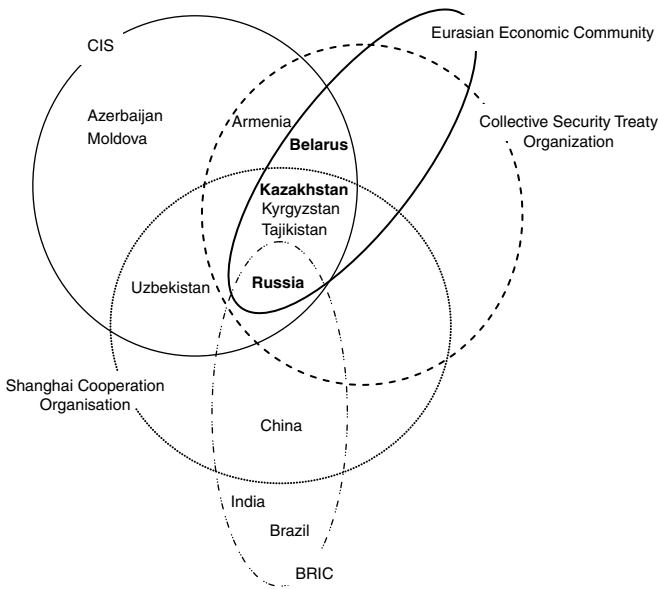 Eurasian Economic Community
CIS
Azerbaijan
Moldova
Armenia
Collective Security Treaty
Organization
Belarus
Kazakhstan
Kyrgyzstan
Tajikistan
Uzbekistan
Russia
Shanghai Cooperation
Organisation
China
India
Brazil
BRIC